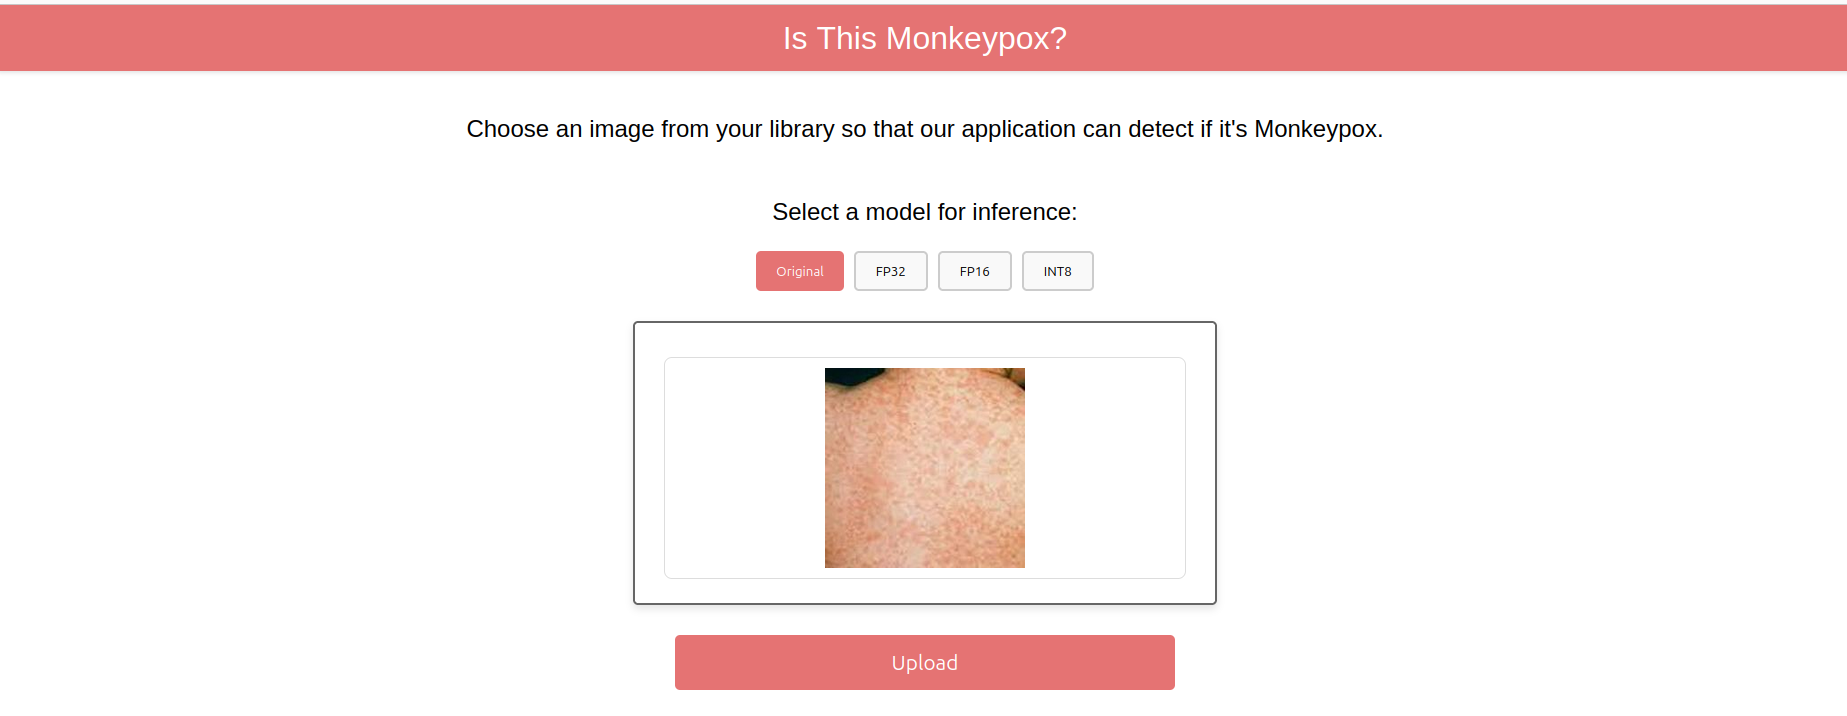 Is This Monkeypox?
Choose an image from your library so that our application can detect if it's Monkeypox.
Select a model for inference:
Original FP32 FP16 INT8
Upload